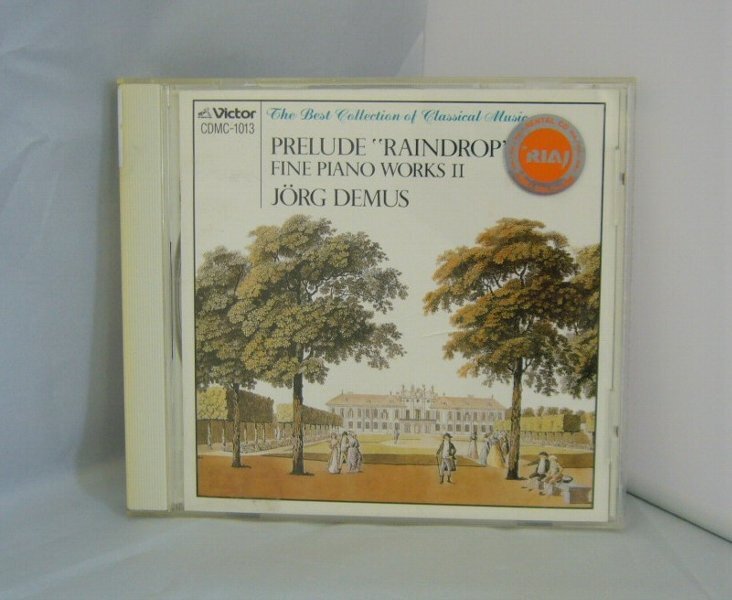 Victor
CDMC-1013
The Best Collection of Classical Music
PRELUDE "RAINDROP"
FINE PIANO WORKS II
JÖRG DEMUS
RIAJ